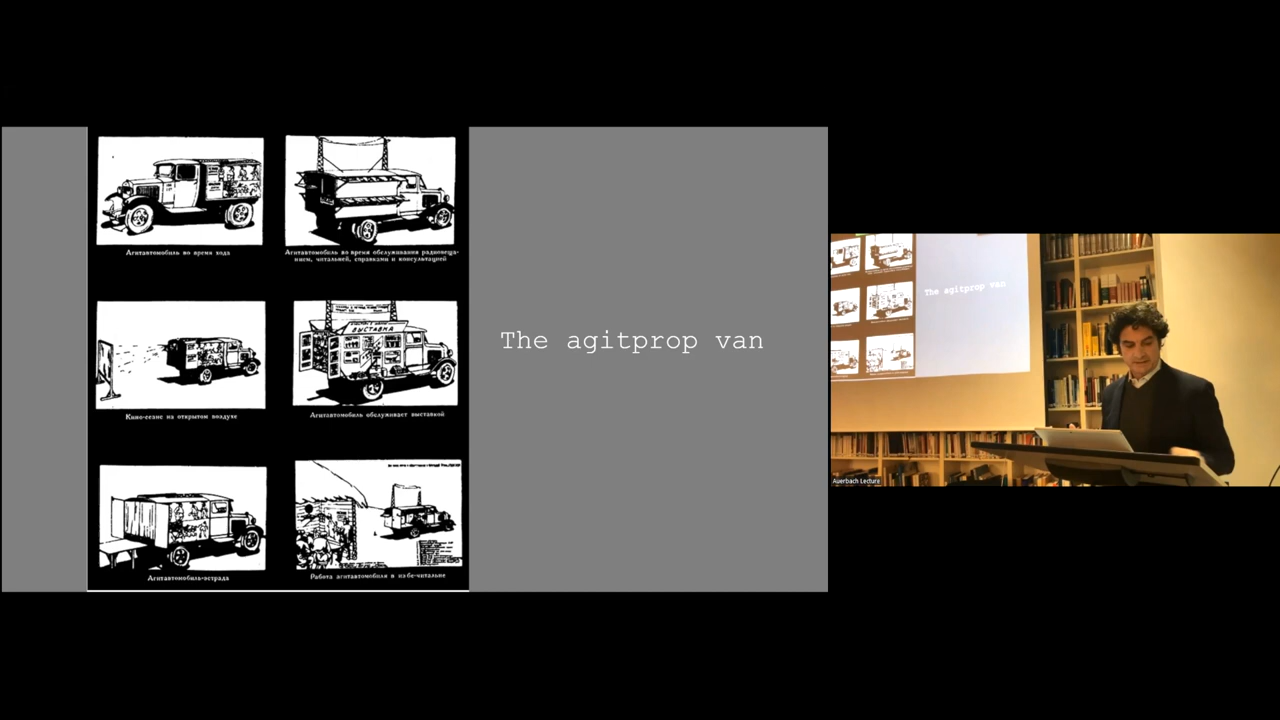 Агитавтомобиль во время хода
Агитавтомобиль во время обслуживания радиовеща-
нием, читальней, справками и консультацией
Кино-сеанс на открытом воздухе
ВЫСТАВКА
Агитавтомобиль обслуживает выставкой
Агитавтомобиль-эстрада
Работа агитавтомобиля в избе-читальне
The agitprop van
The agitprop van
Auerbach Lecture